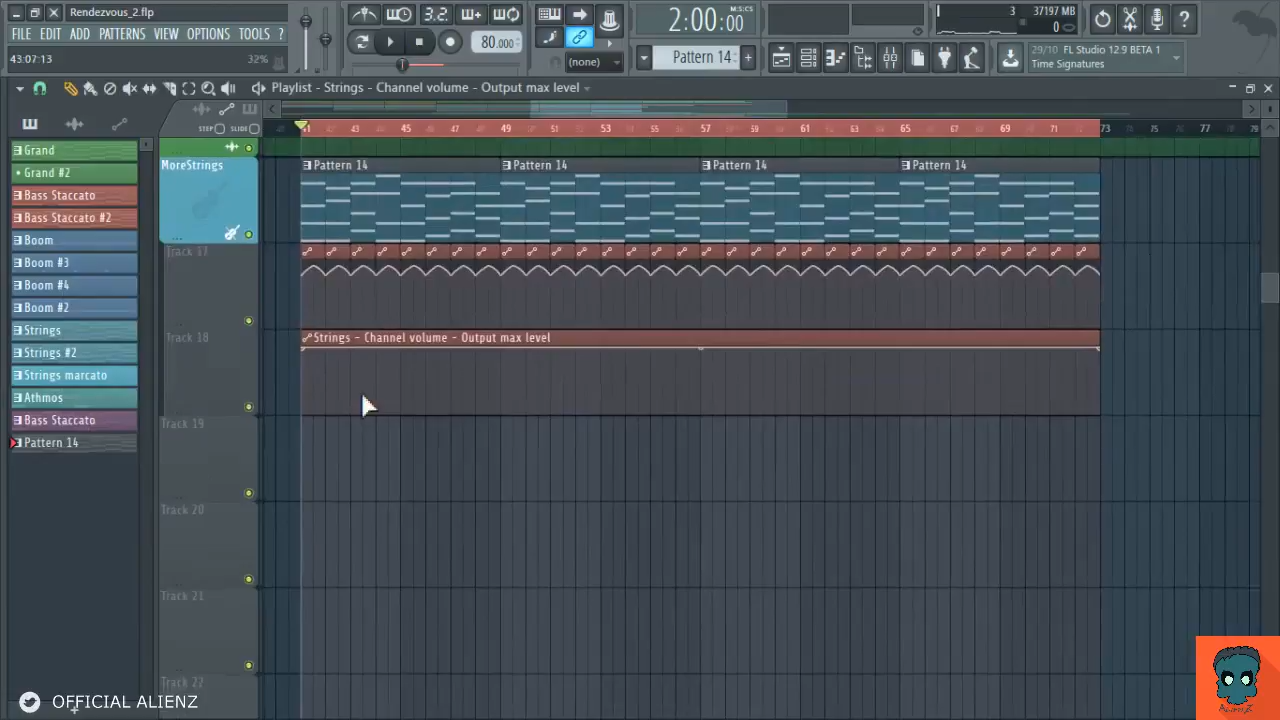 Rendezvous_2.flp
FILE EDIT ADD PATTERNS VIEW OPTIONS TOOLS ?
43:07:13 32%
3.2
80.000
(none)
2:00:00 M:S:CS
Pattern 14
3 37197 MB
0
29/10 FL Studio 12.9 BETA 1
Time Signatures
Playlist - Strings - Channel volume - Output max level
STEP SLIDE
41 43 45 47 49 51 53 55 57 59 61 63 65 67 69 71 73 75 77 79
Grand
Grand #2
Bass Staccato
Bass Staccato #2
Boom
Boom #3
Boom #4
Boom #2
Strings
Strings #2
Strings marcato
Athmos
Bass Staccato
Pattern 14
MoreStrings
Pattern 14 Pattern 14 Pattern 14 Pattern 14
Track 17
Track 18
Strings - Channel volume - Output max level
Track 19
Track 20
Track 21
Track 22
OFFICIAL ALIENZ
ALIENZ